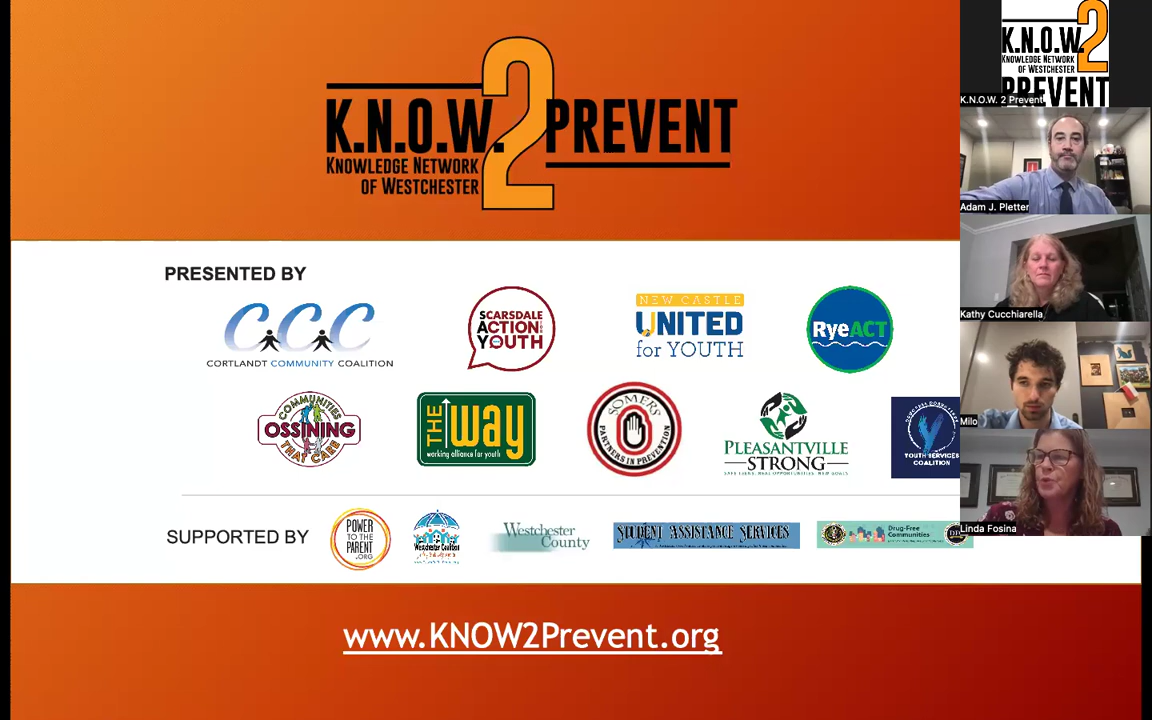 K.N.O.W. 2 PREVENT
KNOWLEDGE NETWORK
OF WESTCHESTER
PRESENTED BY
CCC
CORTLANDT COMMUNITY COALITION
SCARSDALE
ACTION FOR
YOUTH
NEW CASTLE
UNITED
for YOUTH
RyeACT
COMMUNITIES
OSSINING
THAT CARE
THE WAY
working alliance for youth
SOMERS
PARTNERS IN PREVENTION
PLEASANTVILLE
STRONG
YOUTH SERVICES
COALITION
SUPPORTED BY
POWER
TO THE
PARENT
.ORG
Westchester Coalition
Westchester
County
STUDENT ASSISTANCE SERVICES
Drug-Free
Communities
www.KNOW2Prevent.org
K.N.O.W. 2
KNOWLEDGE NETWORK
OF WESTCHESTER
PREVENT
K.N.O.W. 2 Prevent
Adam J. Pletter
Kathy Cucchiarella
Milo
Linda Fosina